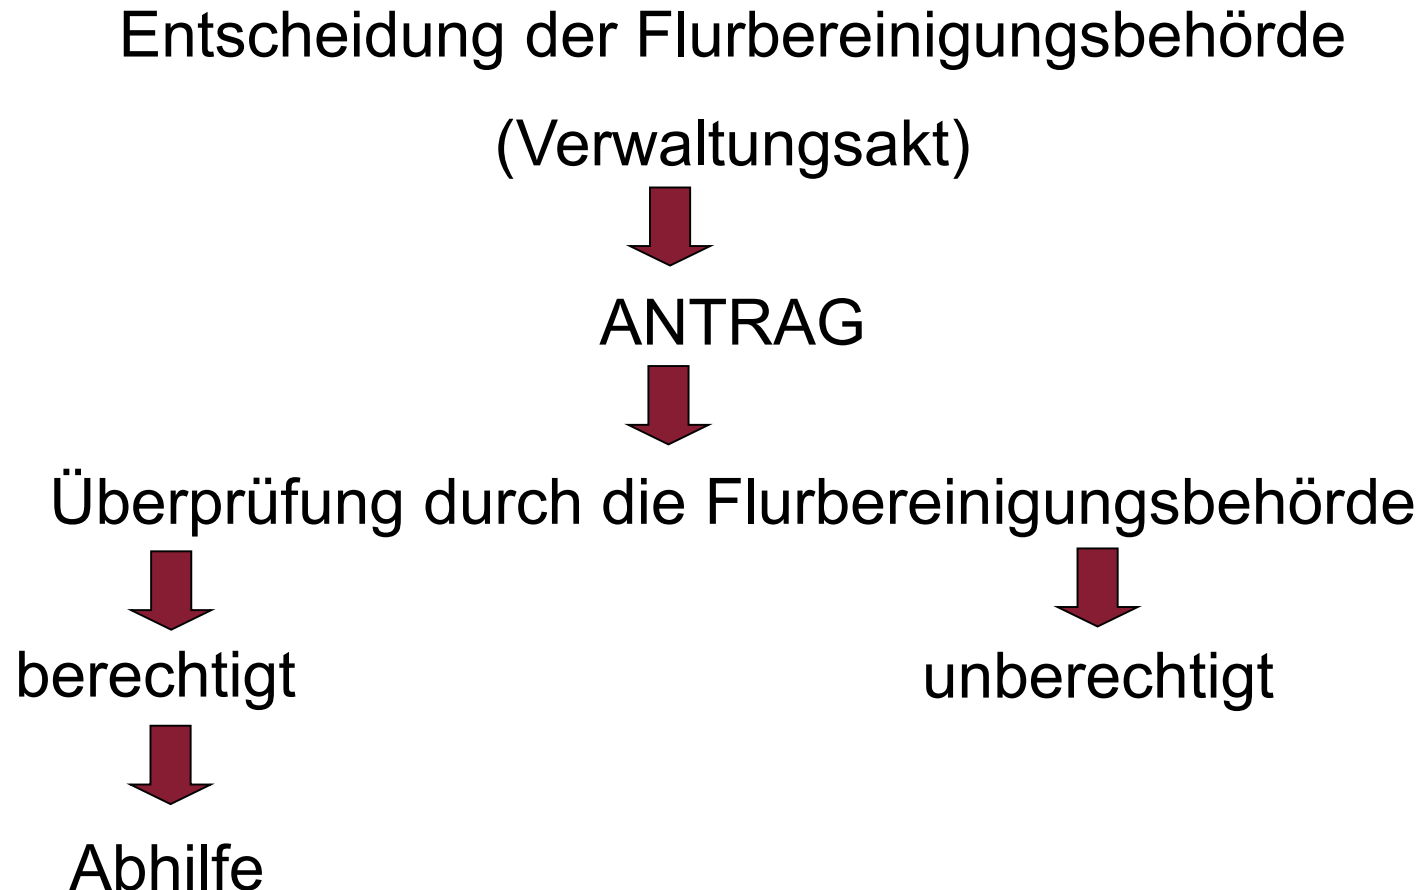 Entscheidung der Flurbereinigungsbehörde
(Verwaltungsakt)
ANTRAG
Überprüfung durch die Flurbereinigungsbehörde
berechtigt
unberechtigt
Abhilfe